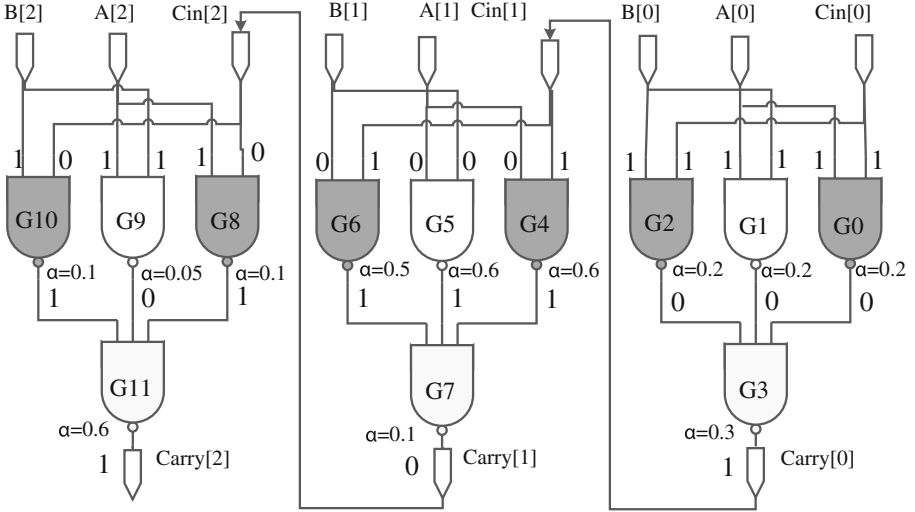 B[2] A[2] Cin[2] B[1] A[1] Cin[1] B[0] A[0] Cin[0]
1 0 1 1 1 0 0 1 0 0 0 1 1 1 1 1 1 1
G10 G9 G8 G6 G5 G4 G2 G1 G0
α=0.1 α=0.05 α=0.1 α=0.5 α=0.6 α=0.6 α=0.2 α=0.2 α=0.2
1 0 1 1 1 1 0 0 0
G11 G7 G3
α=0.6 α=0.1 α=0.3
1 Carry[2] 0 Carry[1] 1 Carry[0]